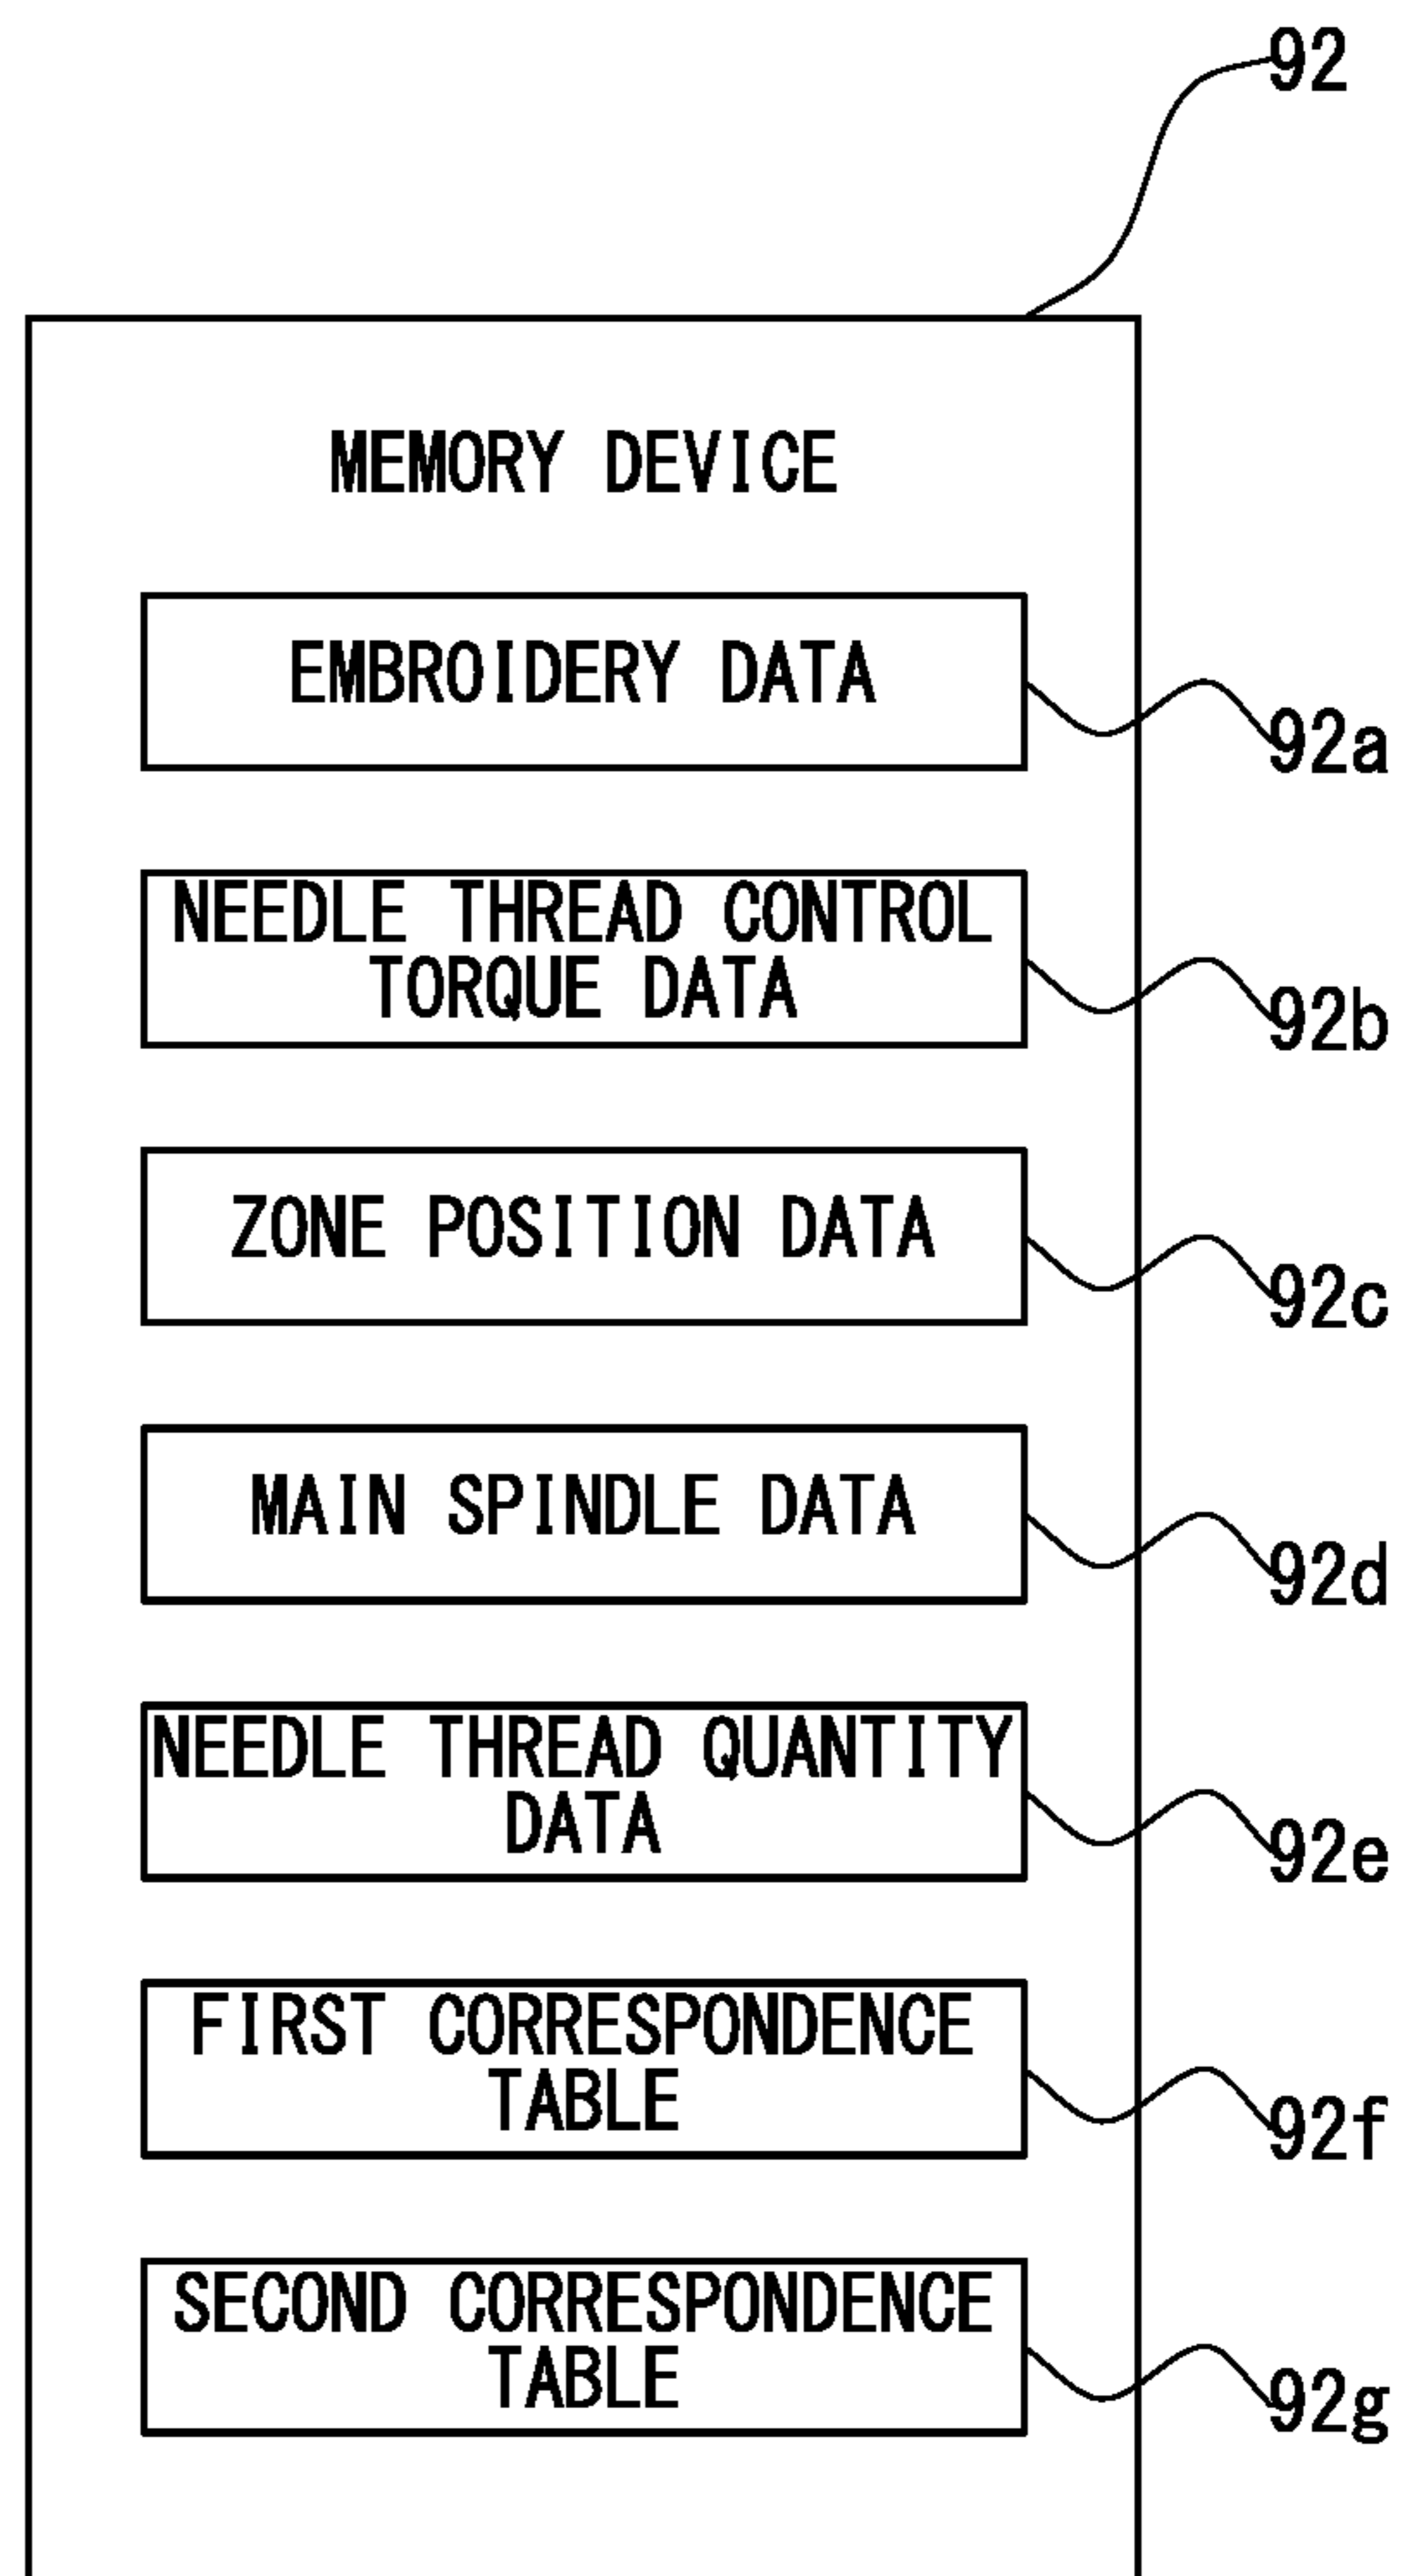 92
MEMORY DEVICE
EMBROIDERY DATA
92a
NEEDLE THREAD CONTROL
TORQUE DATA
92b
ZONE POSITION DATA
92c
MAIN SPINDLE DATA
92d
NEEDLE THREAD QUANTITY
DATA
92e
FIRST CORRESPONDENCE
TABLE
92f
SECOND CORRESPONDENCE
TABLE
92g